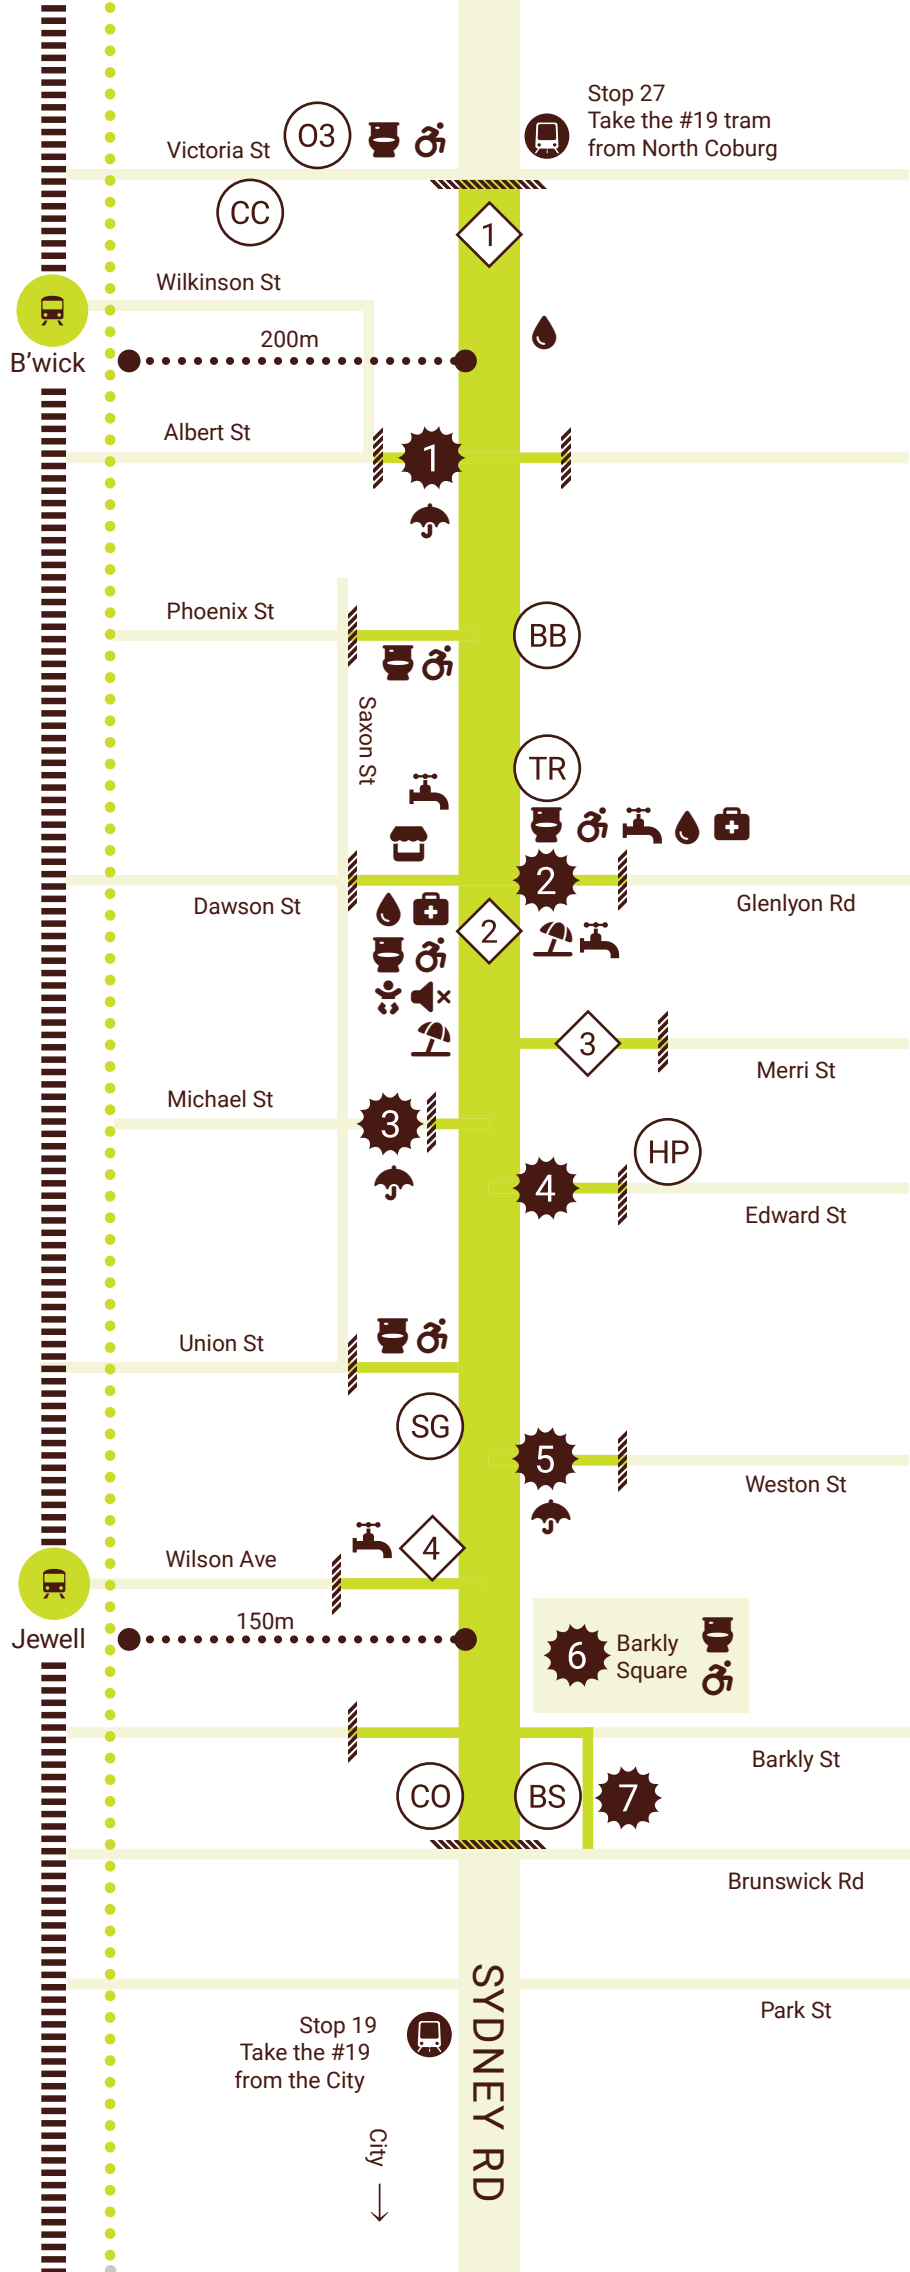 Stop 27
Take the #19 tram
from North Coburg
O3
Victoria St
CC
1
Wilkinson St
200m
B'wick
Albert St
1
Phoenix St
BB
Saxon St
TR
2
Dawson St
Glenlyon Rd
2
3
Merri St
Michael St
3
HP
4
Edward St
Union St
SG
5
Weston St
4
Wilson Ave
150m
Jewell
6
Barkly
Square
Barkly St
CO
BS
7
Brunswick Rd
SYDNEY RD
Park St
Stop 19
Take the #19
from the City
City